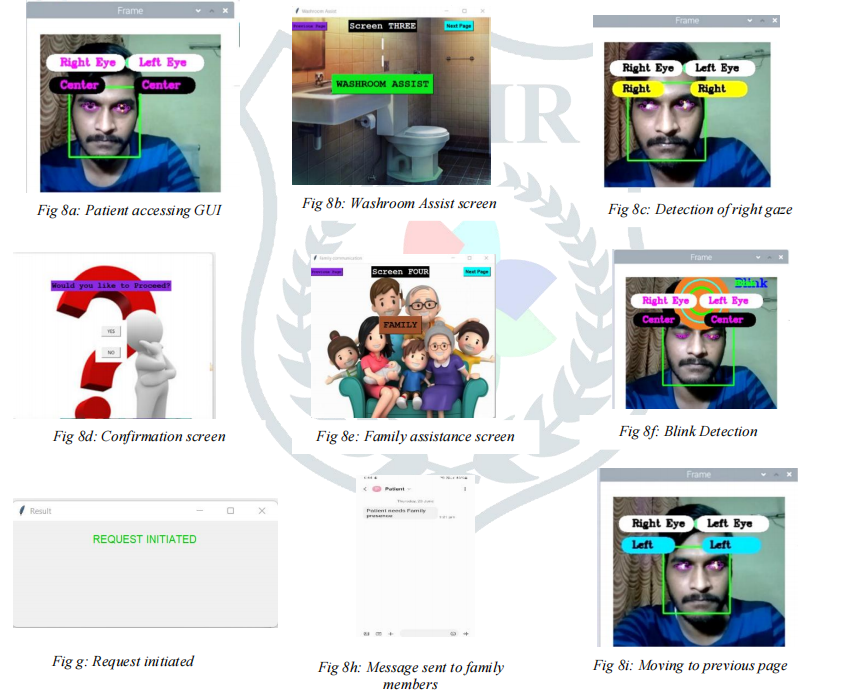 Frame
Right Eye Left Eye
Center Center
Fig 8a: Patient accessing GUI
Washroom Assist
Previous Page Screen THREE Next Page
WASHROOM ASSIST
Fig 8b: Washroom Assist screen
Frame
Right Eye Left Eye
Right Right
Fig 8c: Detection of right gaze
Would you like to Proceed?
YES
NO
Fig 8d: Confirmation screen
Family communication
Previous Page Screen FOUR Next Page
FAMILY
Fig 8e: Family assistance screen
Frame
Blink
Right Eye Left Eye
Center Center
Fig 8f: Blink Detection
Result
REQUEST INITIATED
Fig g: Request initiated
Patient
Patient needs Family
presence
Fig 8h: Message sent to family
members
Frame
Right Eye Left Eye
Left Left
Fig 8i: Moving to previous page